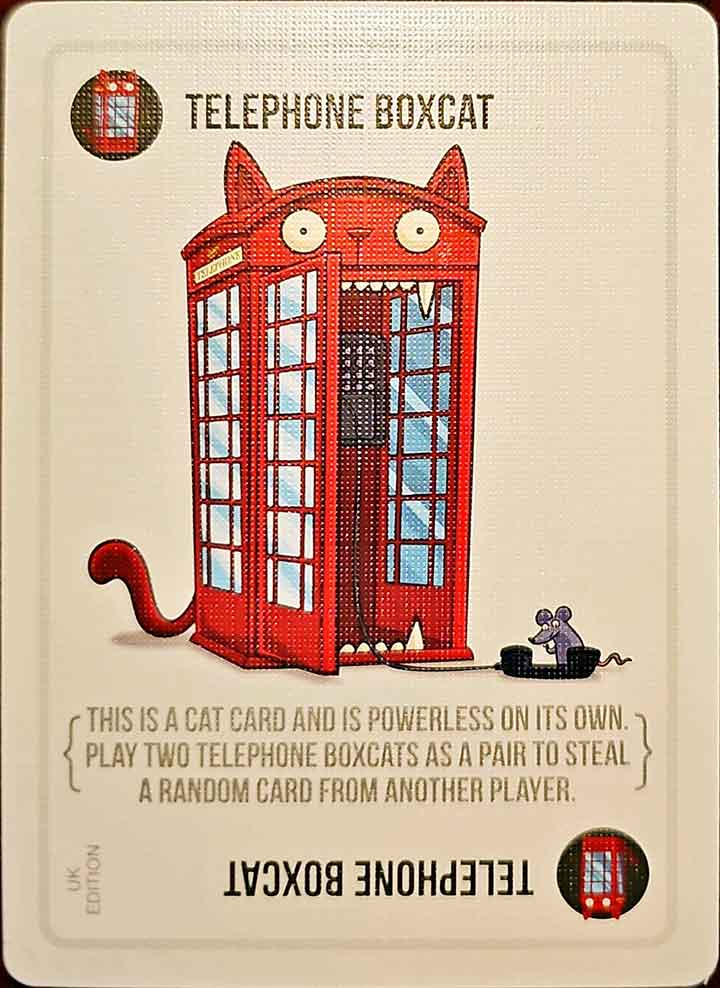 TELEPHONE BOXCAT
TELEPHONE
THIS IS A CAT CARD AND IS POWERLESS ON ITS OWN.
PLAY TWO TELEPHONE BOXCATS AS A PAIR TO STEAL
A RANDOM CARD FROM ANOTHER PLAYER.
UK
EDITION
TELEPHONE BOXCAT